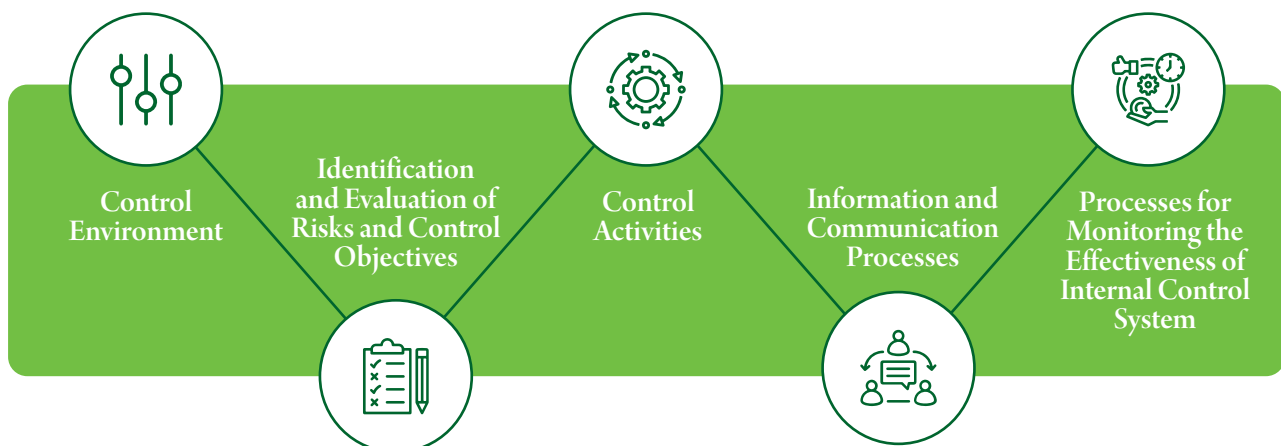 Control
Environment
Identification
and Evaluation of
Risks and Control
Objectives
Control
Activities
Information and
Communication
Processes
Processes for
Monitoring the
Effectiveness of
Internal Control
System